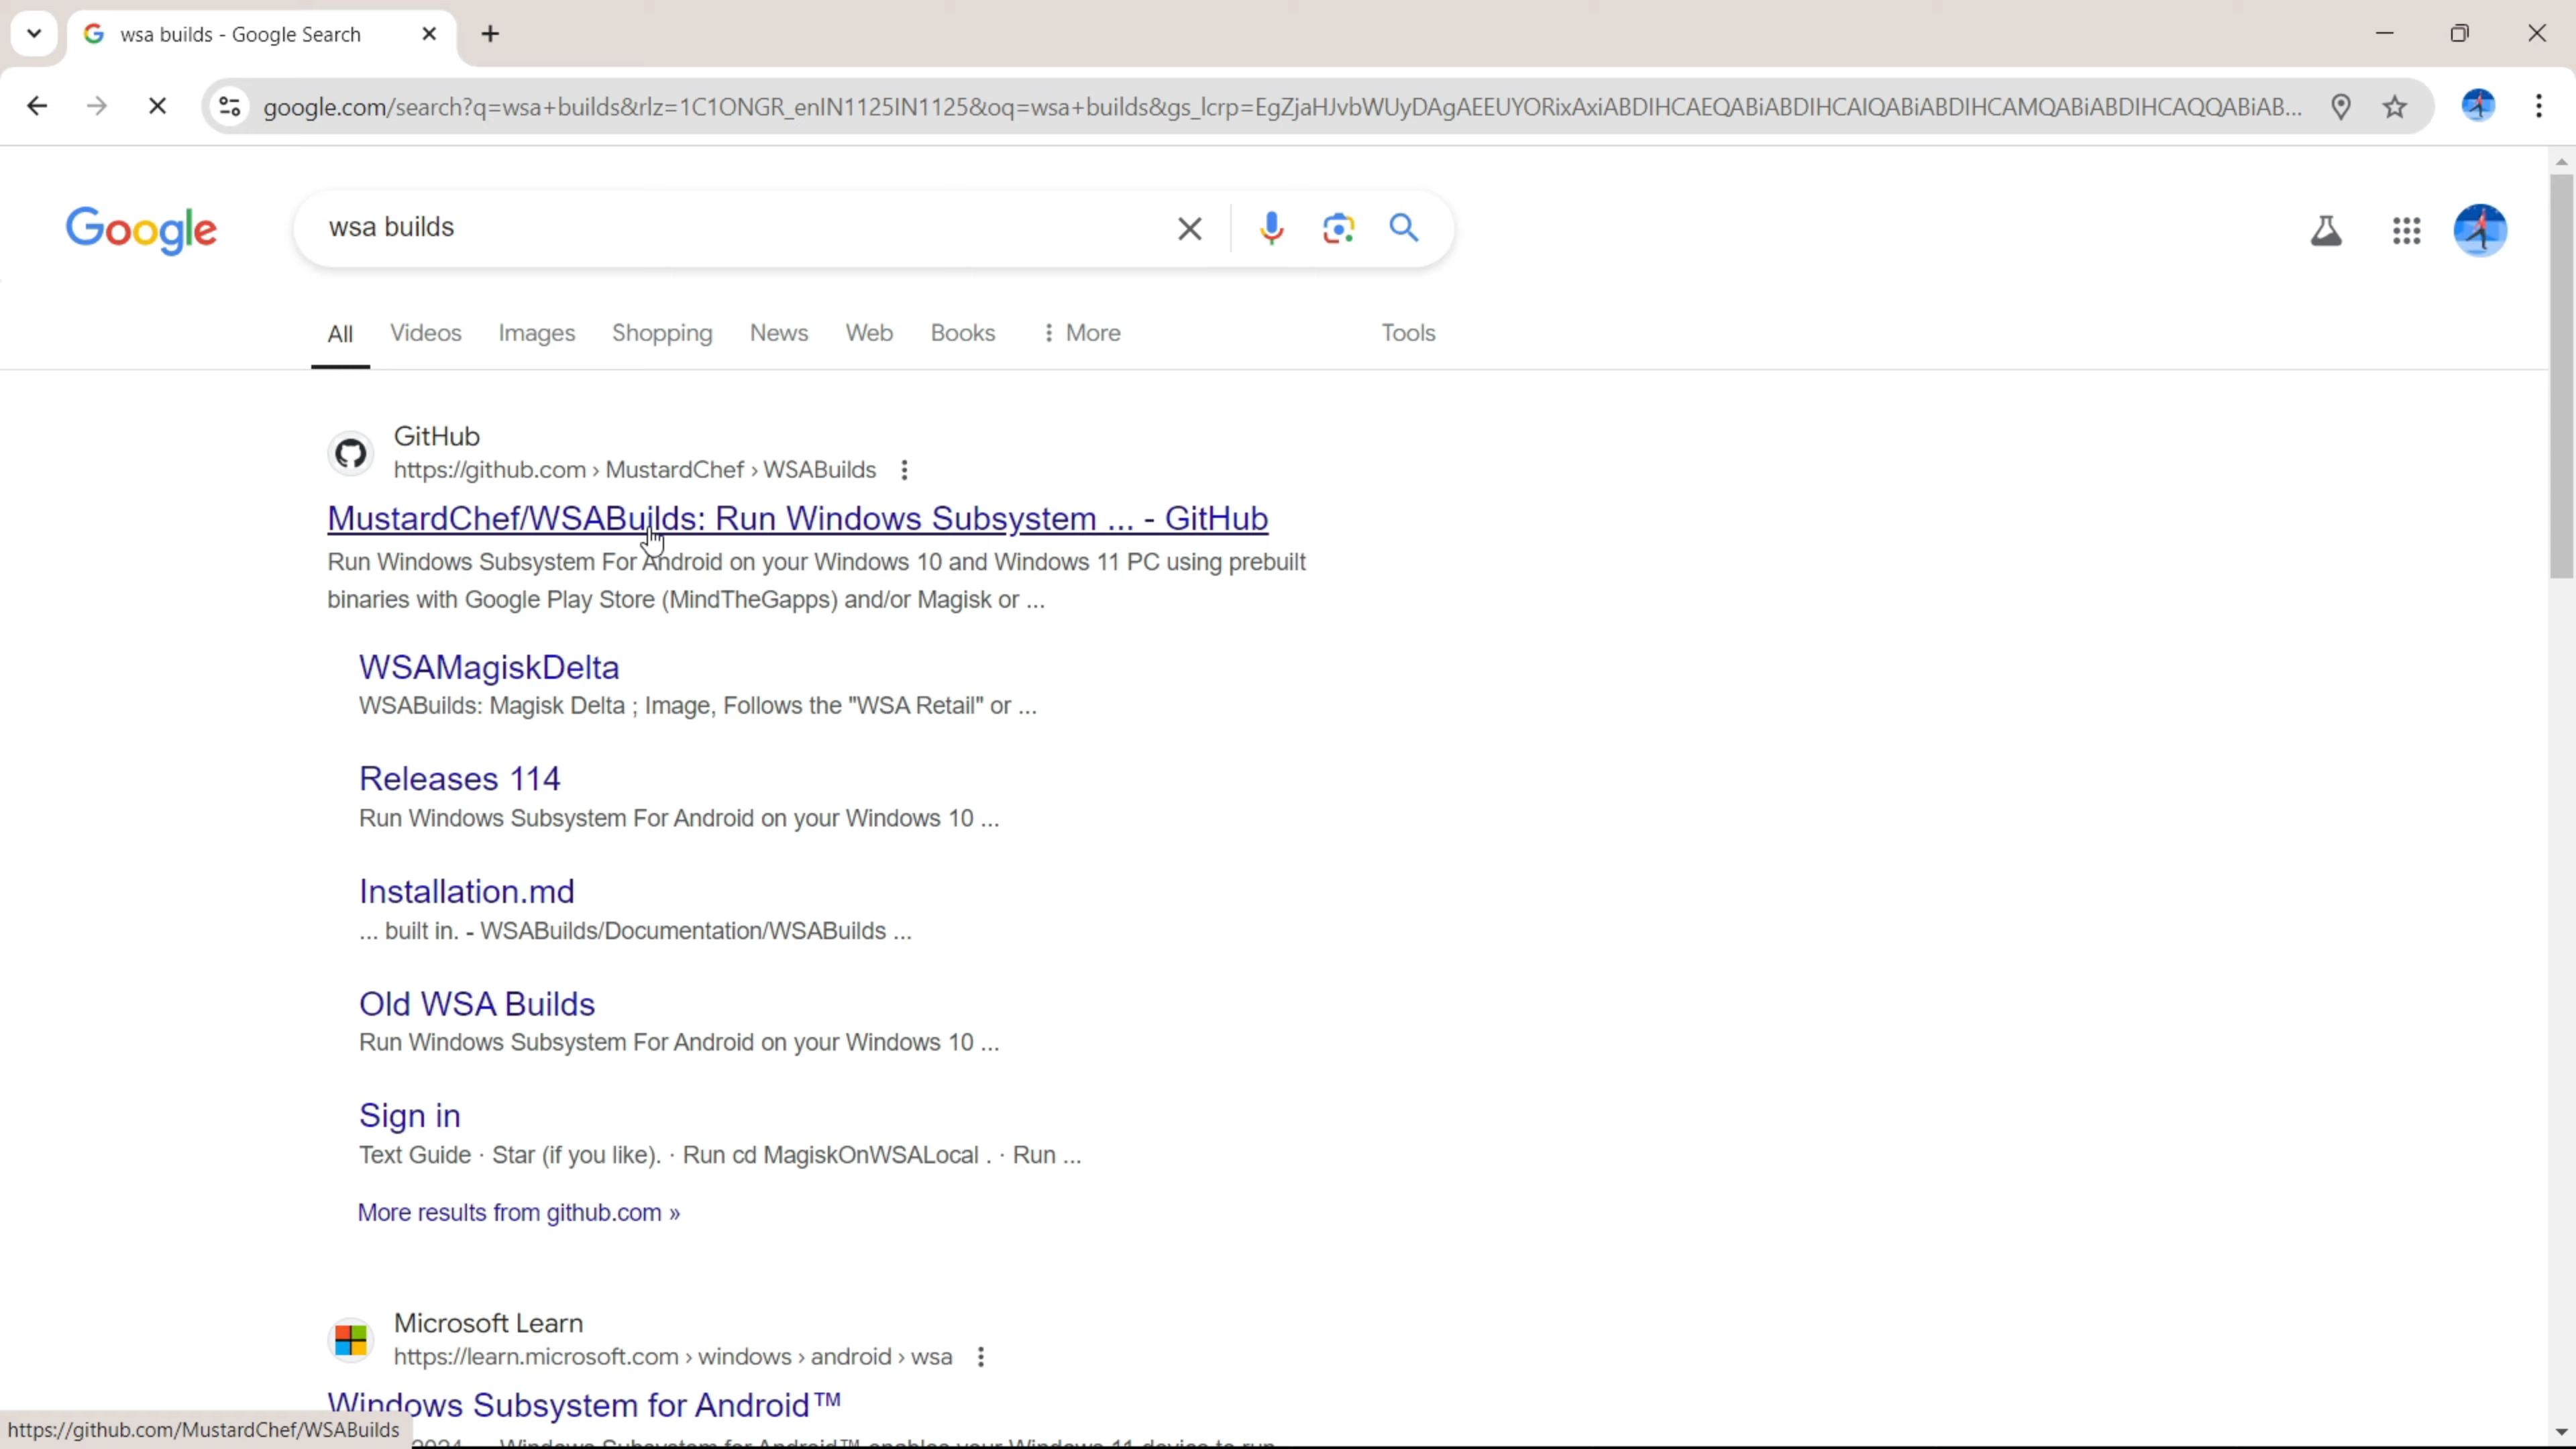 wsa builds - Google Search
google.com/search?q=wsa+builds&rlz=1C1ONGR_enIN1125IN1125&oq=wsa+builds&gs_lcrp=EgZjaHJvbWUyDAgAEEUYORixAxiABDIHCAEQABiABDIHCAIQABiABDIHCAMQABiABDIHCAQQABiAB...
Google
wsa builds
All Videos Images Shopping News Web Books More Tools
GitHub
https://github.com › MustardChef › WSABuilds
MustardChef/WSABuilds: Run Windows Subsystem ... - GitHub
Run Windows Subsystem For Android on your Windows 10 and Windows 11 PC using prebuilt
binaries with Google Play Store (MindTheGapps) and/or Magisk or ...
WSAMagiskDelta
WSABuilds: Magisk Delta ; Image, Follows the "WSA Retail" or ...
Releases 114
Run Windows Subsystem For Android on your Windows 10 ...
Installation.md
... built in. - WSABuilds/Documentation/WSABuilds ...
Old WSA Builds
Run Windows Subsystem For Android on your Windows 10 ...
Sign in
Text Guide · Star (if you like). · Run cd MagiskOnWSALocal . · Run ...
More results from github.com »
Microsoft Learn
https://learn.microsoft.com › windows › android › wsa
Windows Subsystem for Android™
https://github.com/MustardChef/WSABuilds